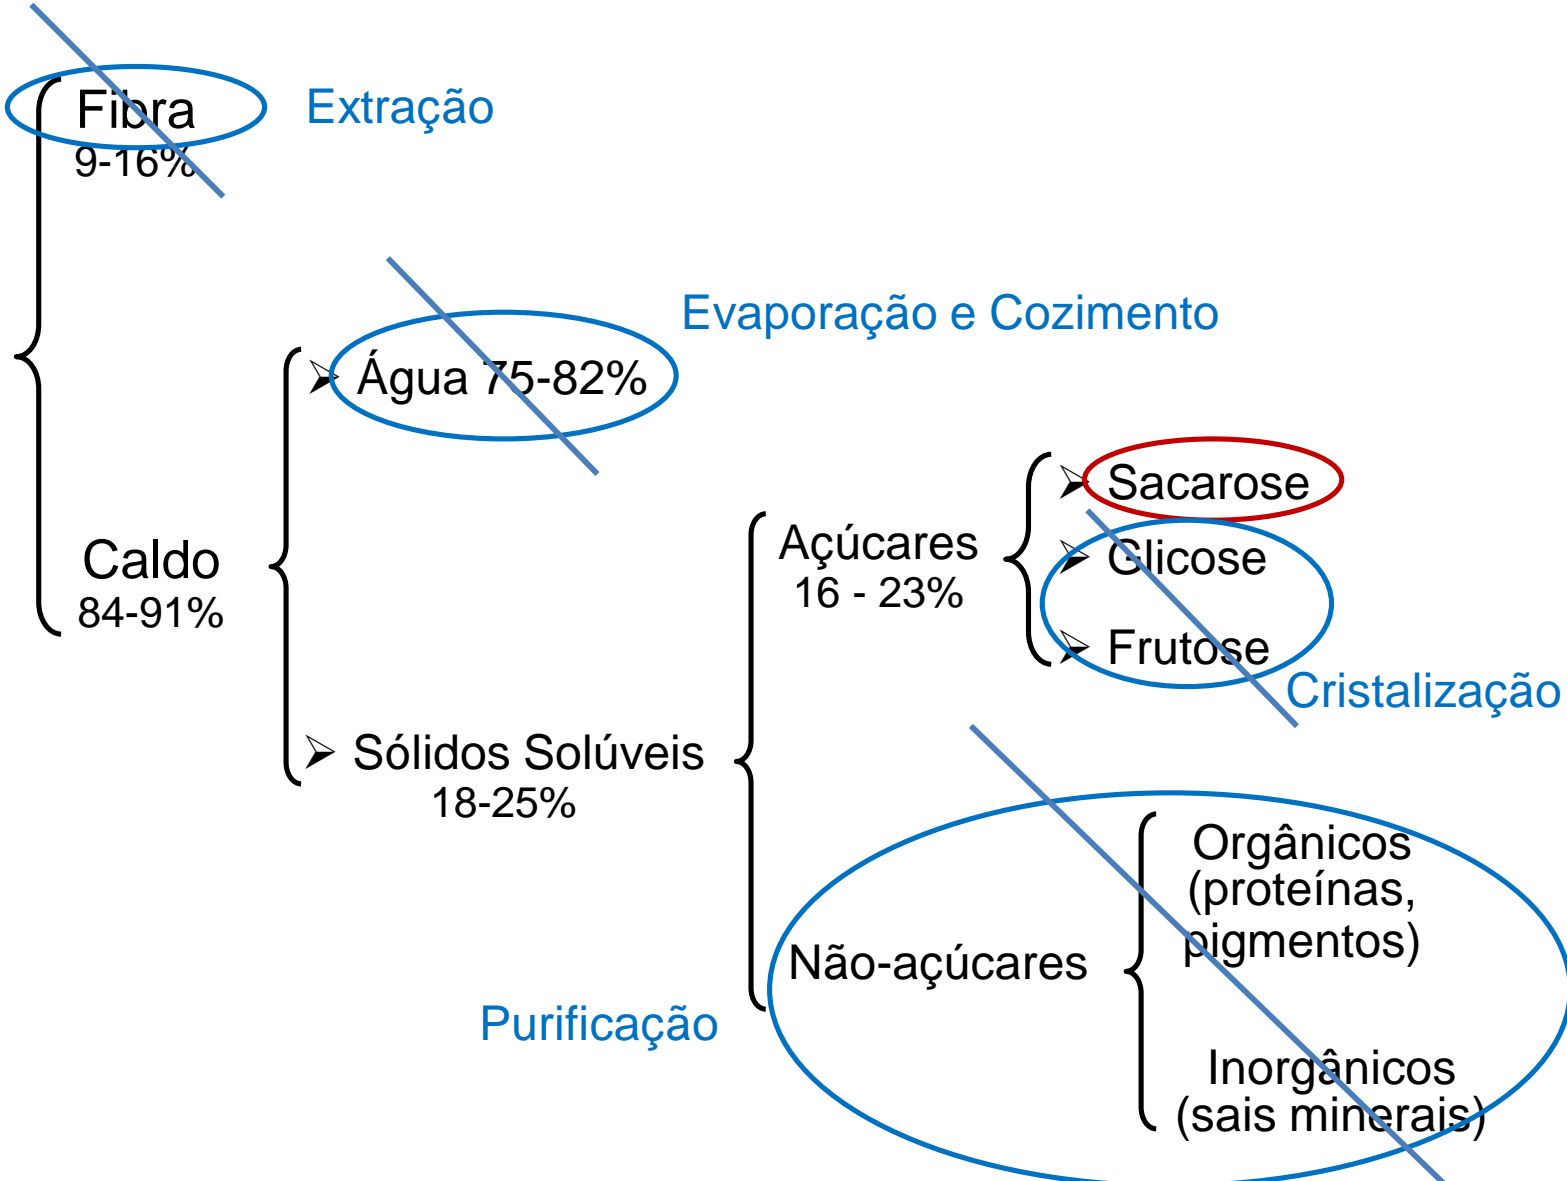 Fibra
9-16%
Extração
Evaporação e Cozimento
Água 75-82%
Caldo
84-91%
Sólidos Solúveis
18-25%
Açúcares
16 - 23%
Sacarose
Glicose
Frutose
Cristalização
Purificação
Não-açúcares
Orgânicos
(proteínas,
pigmentos)
Inorgânicos
(sais minerais)